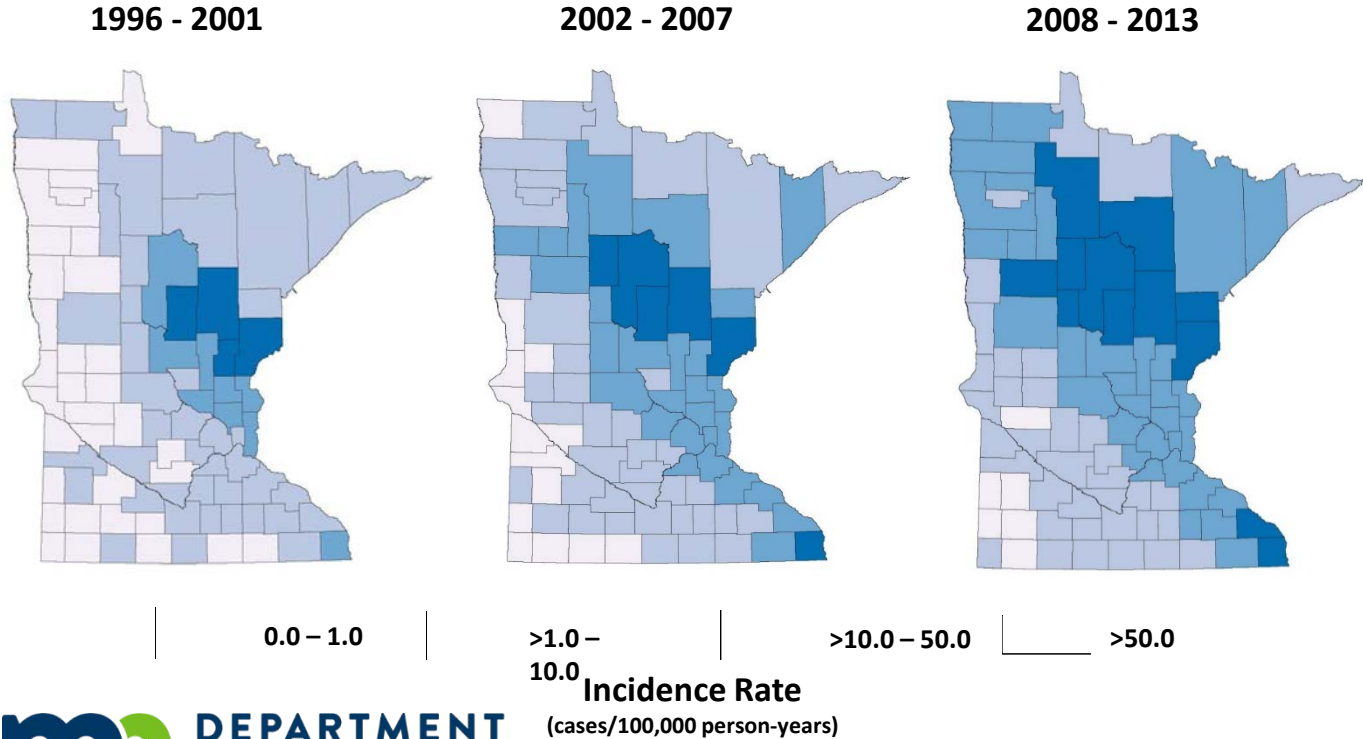 1996 - 2001
2002 - 2007
2008 - 2013
0.0 – 1.0
>1.0 –
10.0
>10.0 – 50.0
>50.0
Incidence Rate
(cases/100,000 person-years)
DEPARTMENT